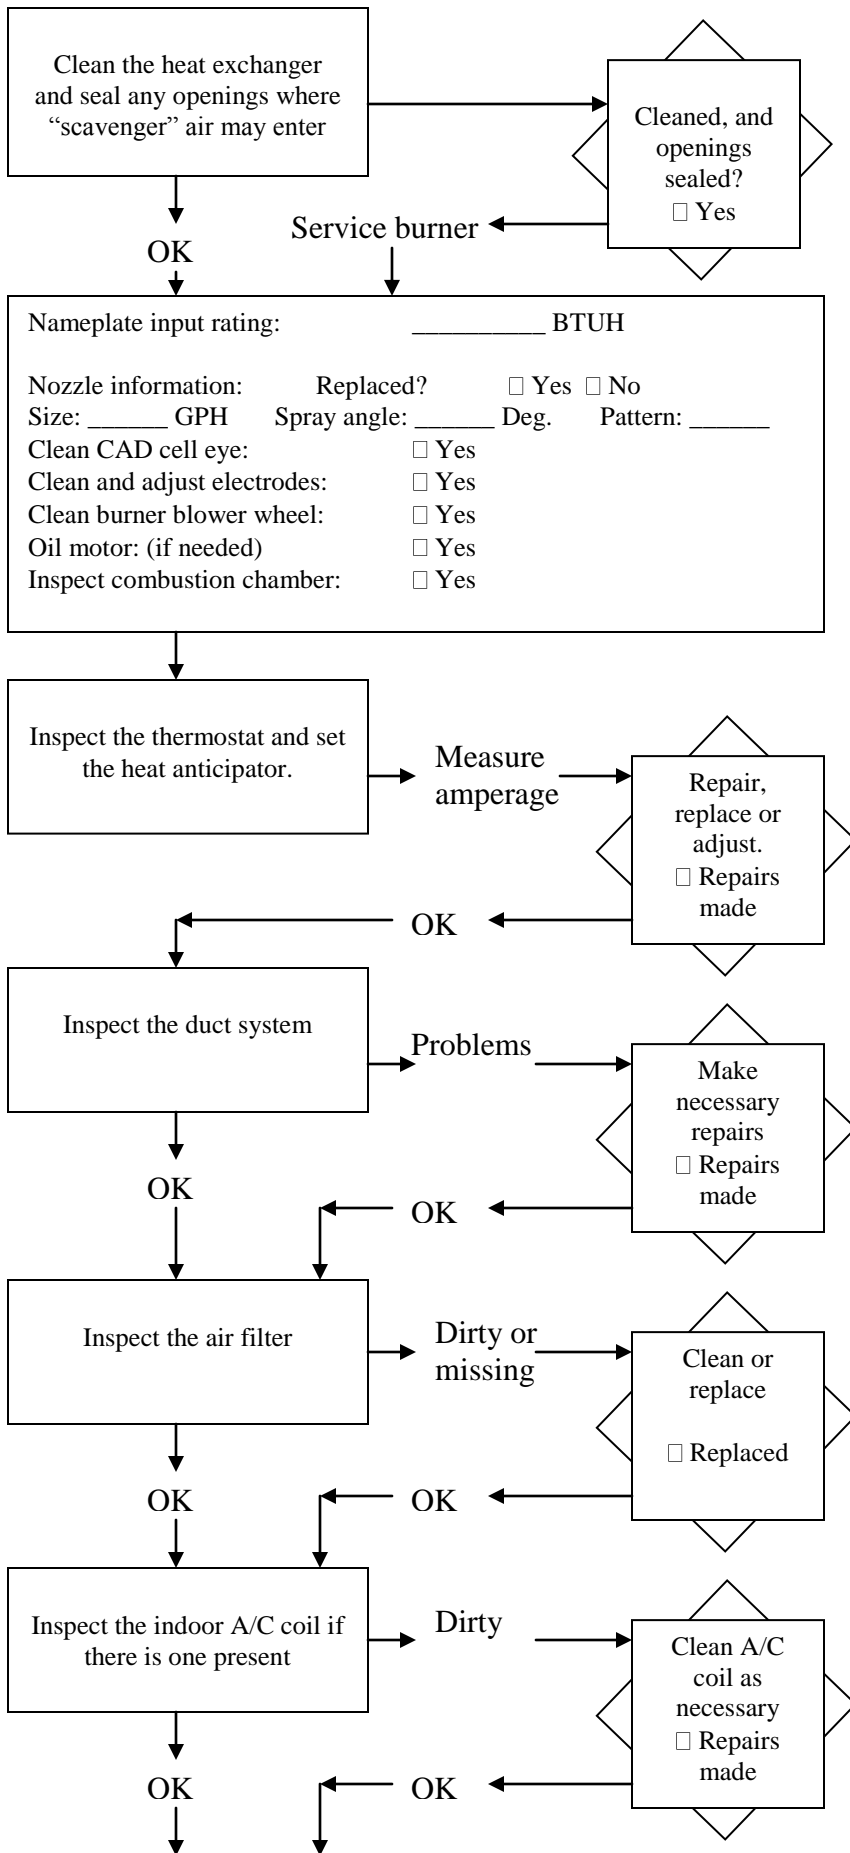 Clean the heat exchanger
and seal any openings where
“scavenger” air may enter
Cleaned, and
openings
sealed?
□ Yes
OK
Service burner
Nameplate input rating: __________ BTUH
Nozzle information: Replaced? □ Yes □ No
Size: ______ GPH Spray angle: ______ Deg. Pattern: ______
Clean CAD cell eye: □ Yes
Clean and adjust electrodes: □ Yes
Clean burner blower wheel: □ Yes
Oil motor: (if needed) □ Yes
Inspect combustion chamber: □ Yes
Inspect the thermostat and set
the heat anticipator.
Measure
amperage
Repair,
replace or
adjust.
□ Repairs
made
OK
Inspect the duct system
Problems
Make
necessary
repairs
□ Repairs
made
OK
OK
Inspect the air filter
Dirty or
missing
Clean or
replace
□ Replaced
OK
OK
Inspect the indoor A/C coil if
there is one present
Dirty
Clean A/C
coil as
necessary
□ Repairs
made
OK
OK